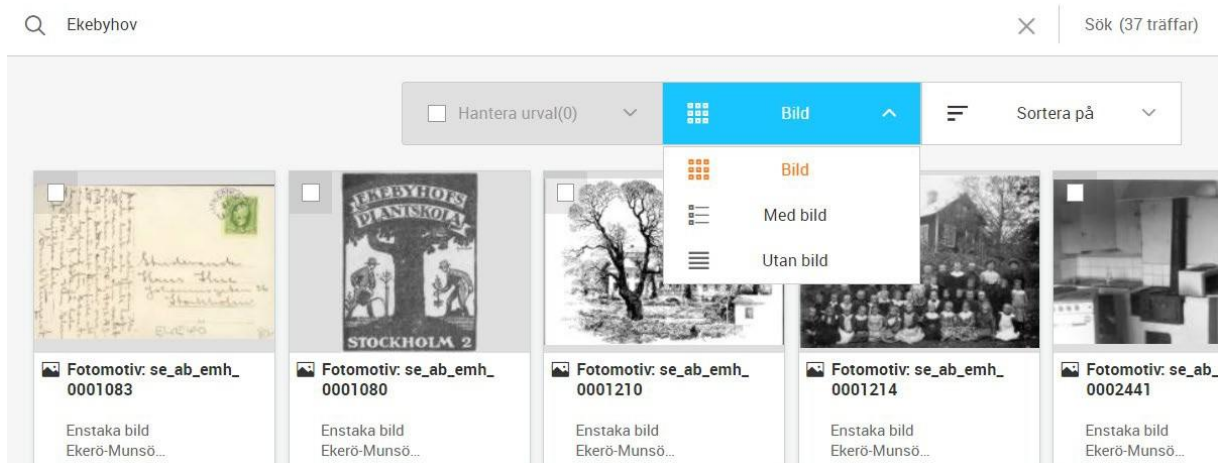 Ekebyhov
Sök (37 träffar)
Hantera urval(0)
Bild
Sortera på
Bild
Med bild
Utan bild
EKEBYHOFS
PLANTSKOLA
STOCKHOLM 2
Fotomotiv: se_ab_emh_
0001083
Enstaka bild
Ekerö-Munsö...
Fotomotiv: se_ab_emh_
0001080
Enstaka bild
Ekerö-Munsö...
Fotomotiv: se_ab_emh_
0001210
Enstaka bild
Ekerö-Munsö...
Fotomotiv: se_ab_emh_
0001214
Enstaka bild
Ekerö-Munsö...
Fotomotiv: se_ab_
0002441
Enstaka bild
Ekerö-Munsö...